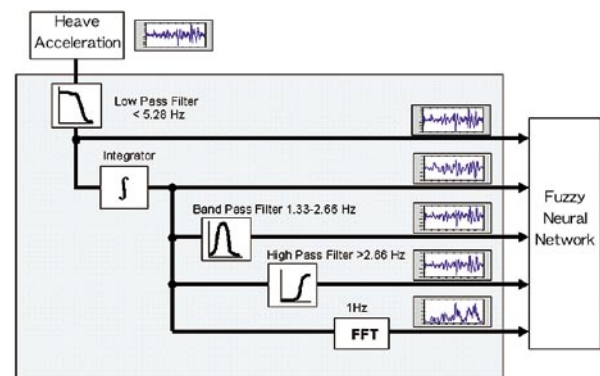 Heave
Acceleration
Low Pass Filter
< 5.28 Hz
Integrator
∫
Band Pass Filter 1.33-2.66 Hz
High Pass Filter >2.66 Hz
1Hz
FFT
Fuzzy
Neural
Network